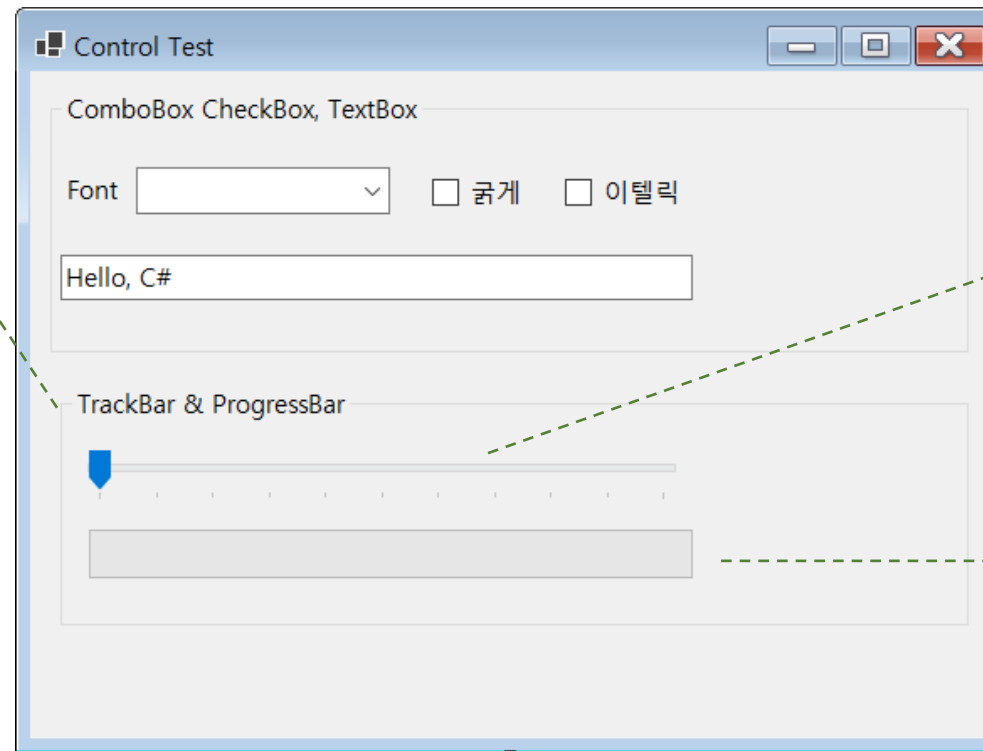 Control Test
ComboBox CheckBox, TextBox
Font 굵게 이텔릭
Hello, C#
TrackBar & ProgressBar